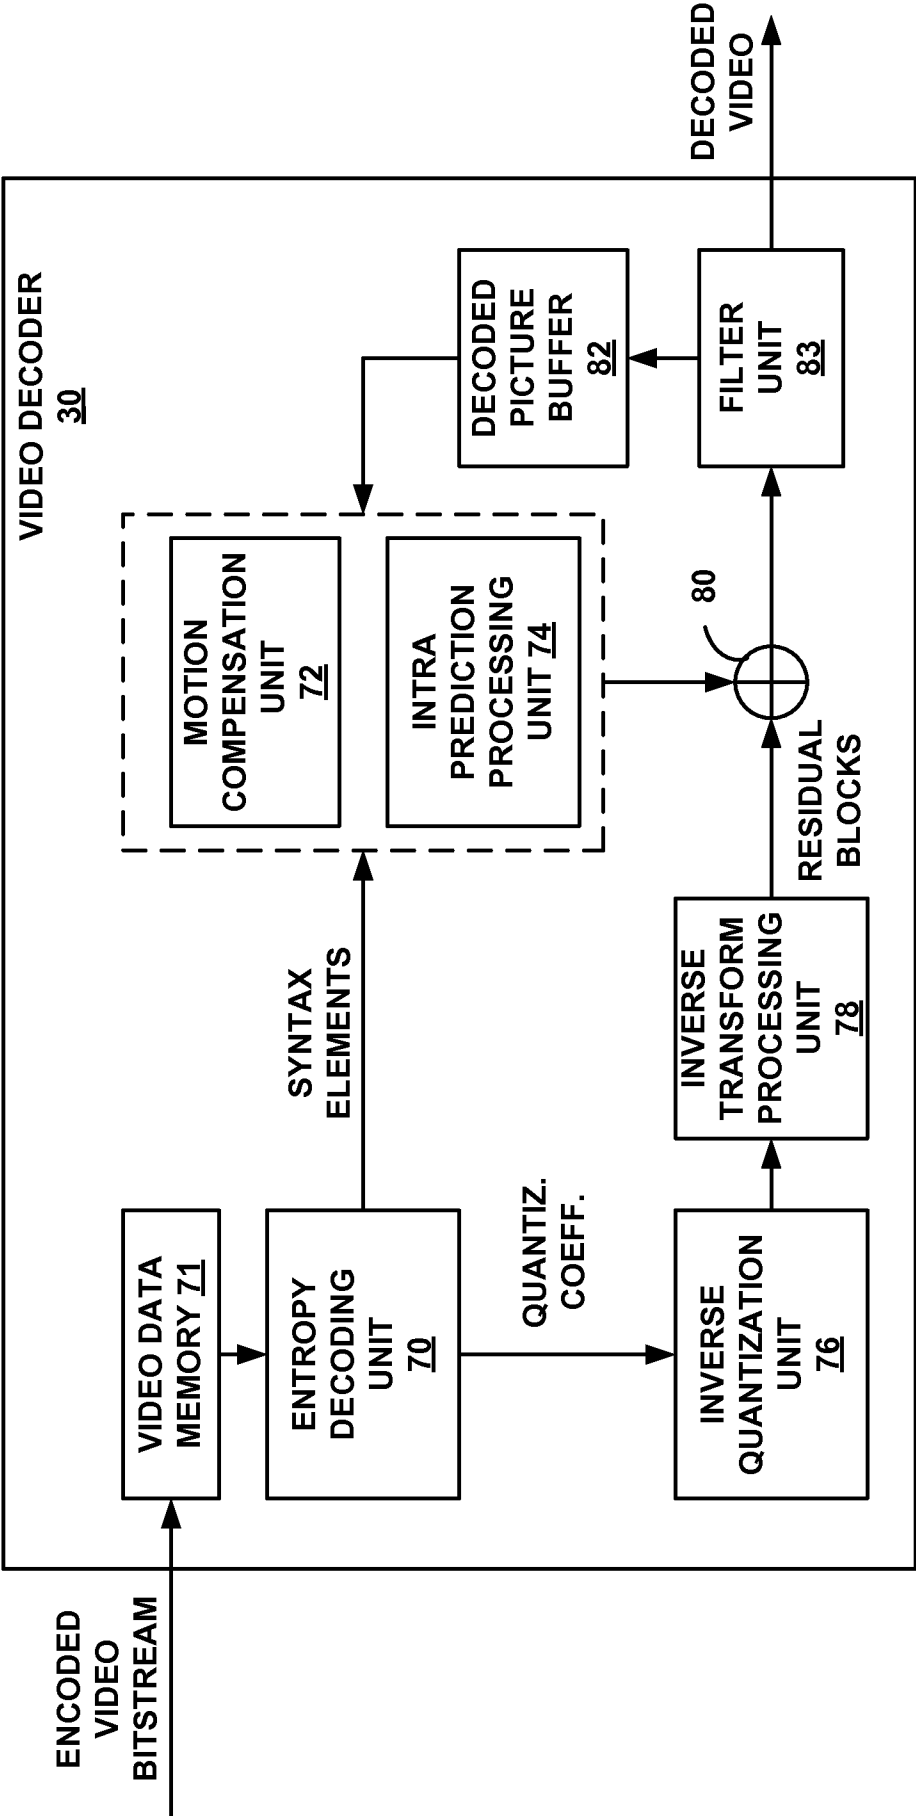 VIDEO DECODER
30
ENCODED
VIDEO
BITSTREAM
VIDEO DATA
MEMORY 71
ENTROPY
DECODING
UNIT
70
SYNTAX
ELEMENTS
MOTION
COMPENSATION
UNIT
72
INTRA
PREDICTION
PROCESSING
UNIT 74
DECODED
PICTURE
BUFFER
82
QUANTIZ.
COEFF.
INVERSE
QUANTIZATION
UNIT
76
INVERSE
TRANSFORM
PROCESSING
UNIT
78
RESIDUAL
BLOCKS
80
FILTER
UNIT
83
DECODED
VIDEO